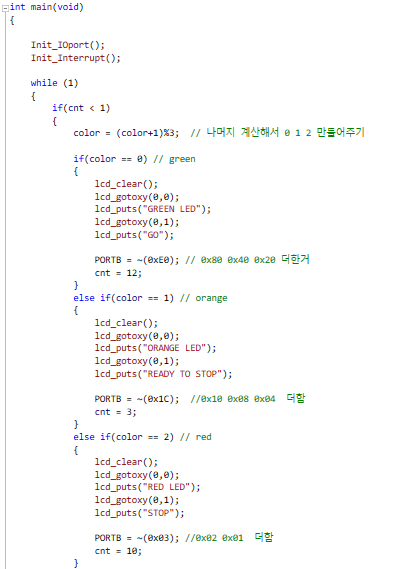 int main(void)
{
Init_IOport();
Init_Interrupt();
while (1)
{
if(cnt < 1)
{
color = (color+1)%3;  // 나머지 계산해서 0 1 2 만들어주기
if(color == 0) // green
{
lcd_clear();
lcd_gotoxy(0,0);
lcd_puts("GREEN LED");
lcd_gotoxy(0,1);
lcd_puts("GO");
PORTB = ~(0xE0); // 0x80 0x40 0x20 더한거
cnt = 12;
}
else if(color == 1) // orange
{
lcd_clear();
lcd_gotoxy(0,0);
lcd_puts("ORANGE LED");
lcd_gotoxy(0,1);
lcd_puts("READY TO STOP");
PORTB = ~(0x1C);  //0x10 0x08 0x04  더함
cnt = 3;
}
else if(color == 2) // red
{
lcd_clear();
lcd_gotoxy(0,0);
lcd_puts("RED LED");
lcd_gotoxy(0,1);
lcd_puts("STOP");
PORTB = ~(0x03); //0x02 0x01  더함
cnt = 10;
}